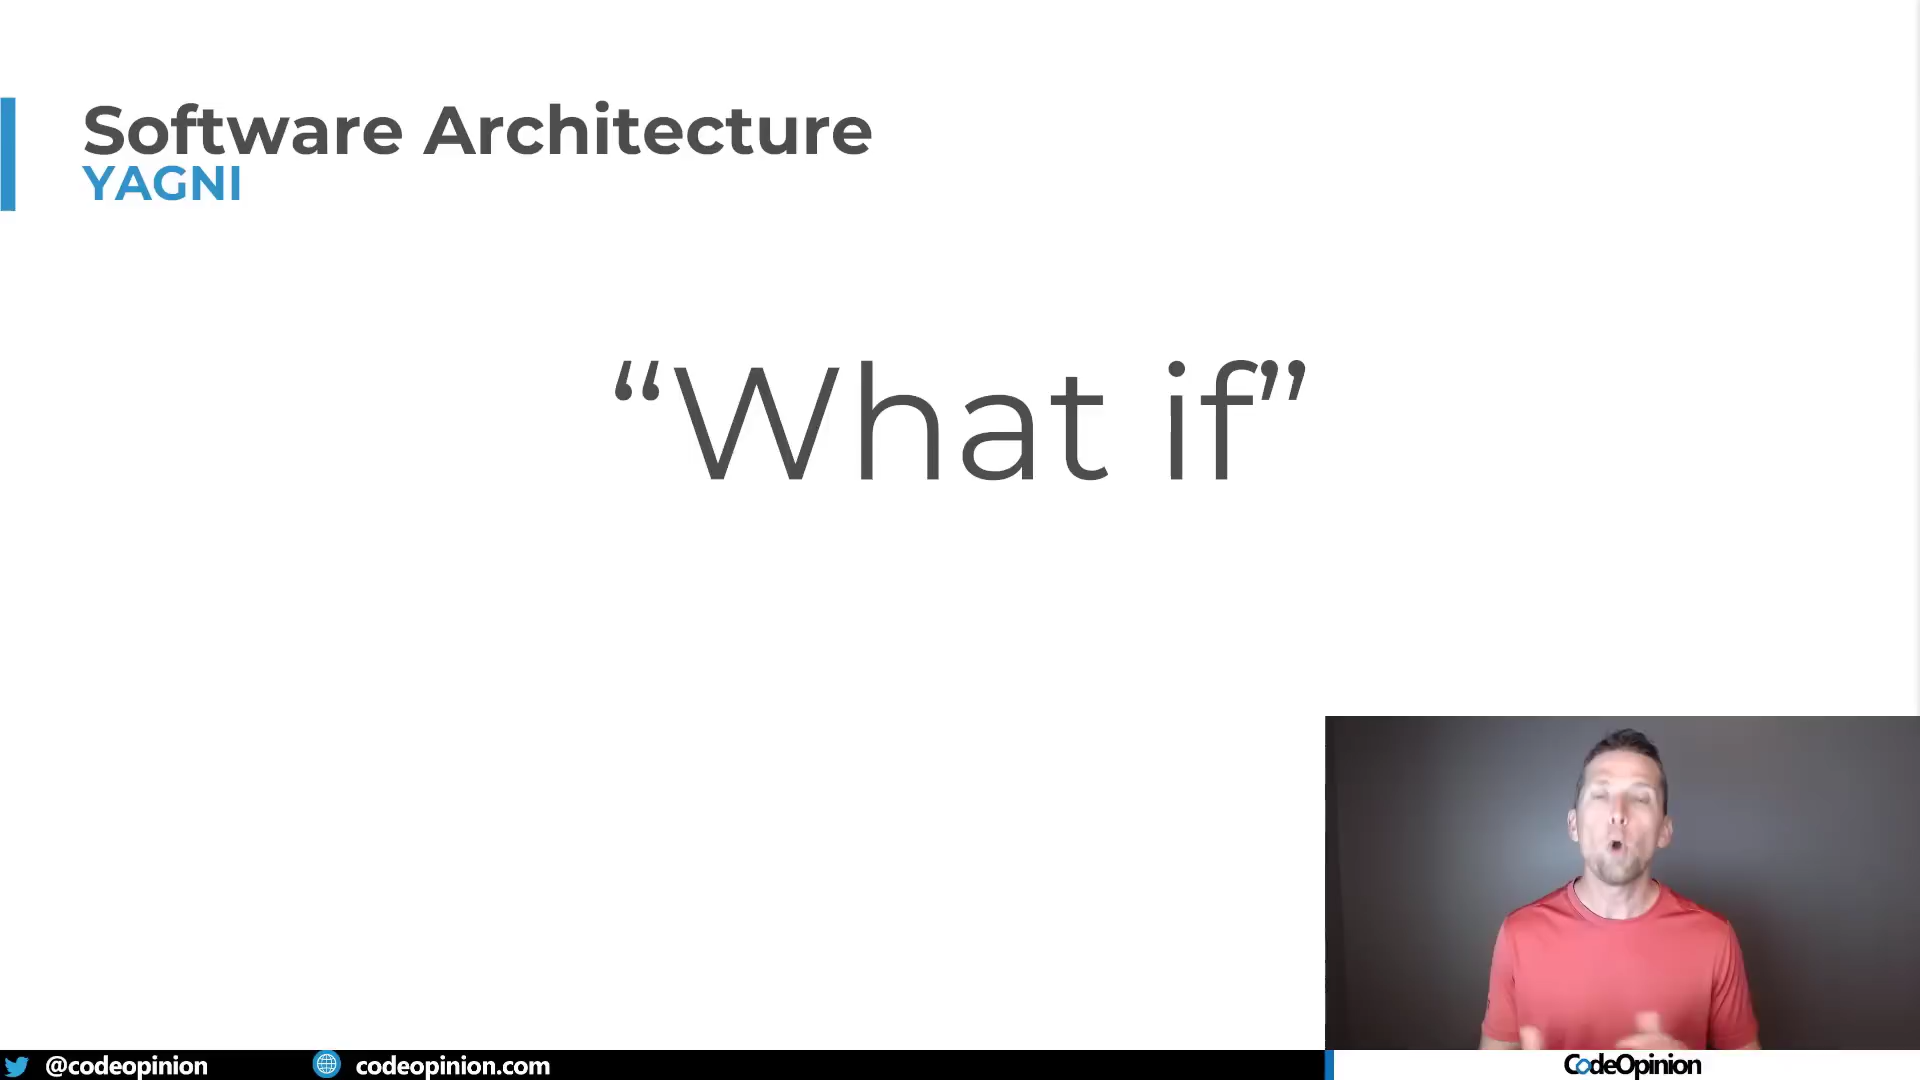 Software Architecture
YAGNI
“What if”
@codeopinion
codeopinion.com
CodeOpinion